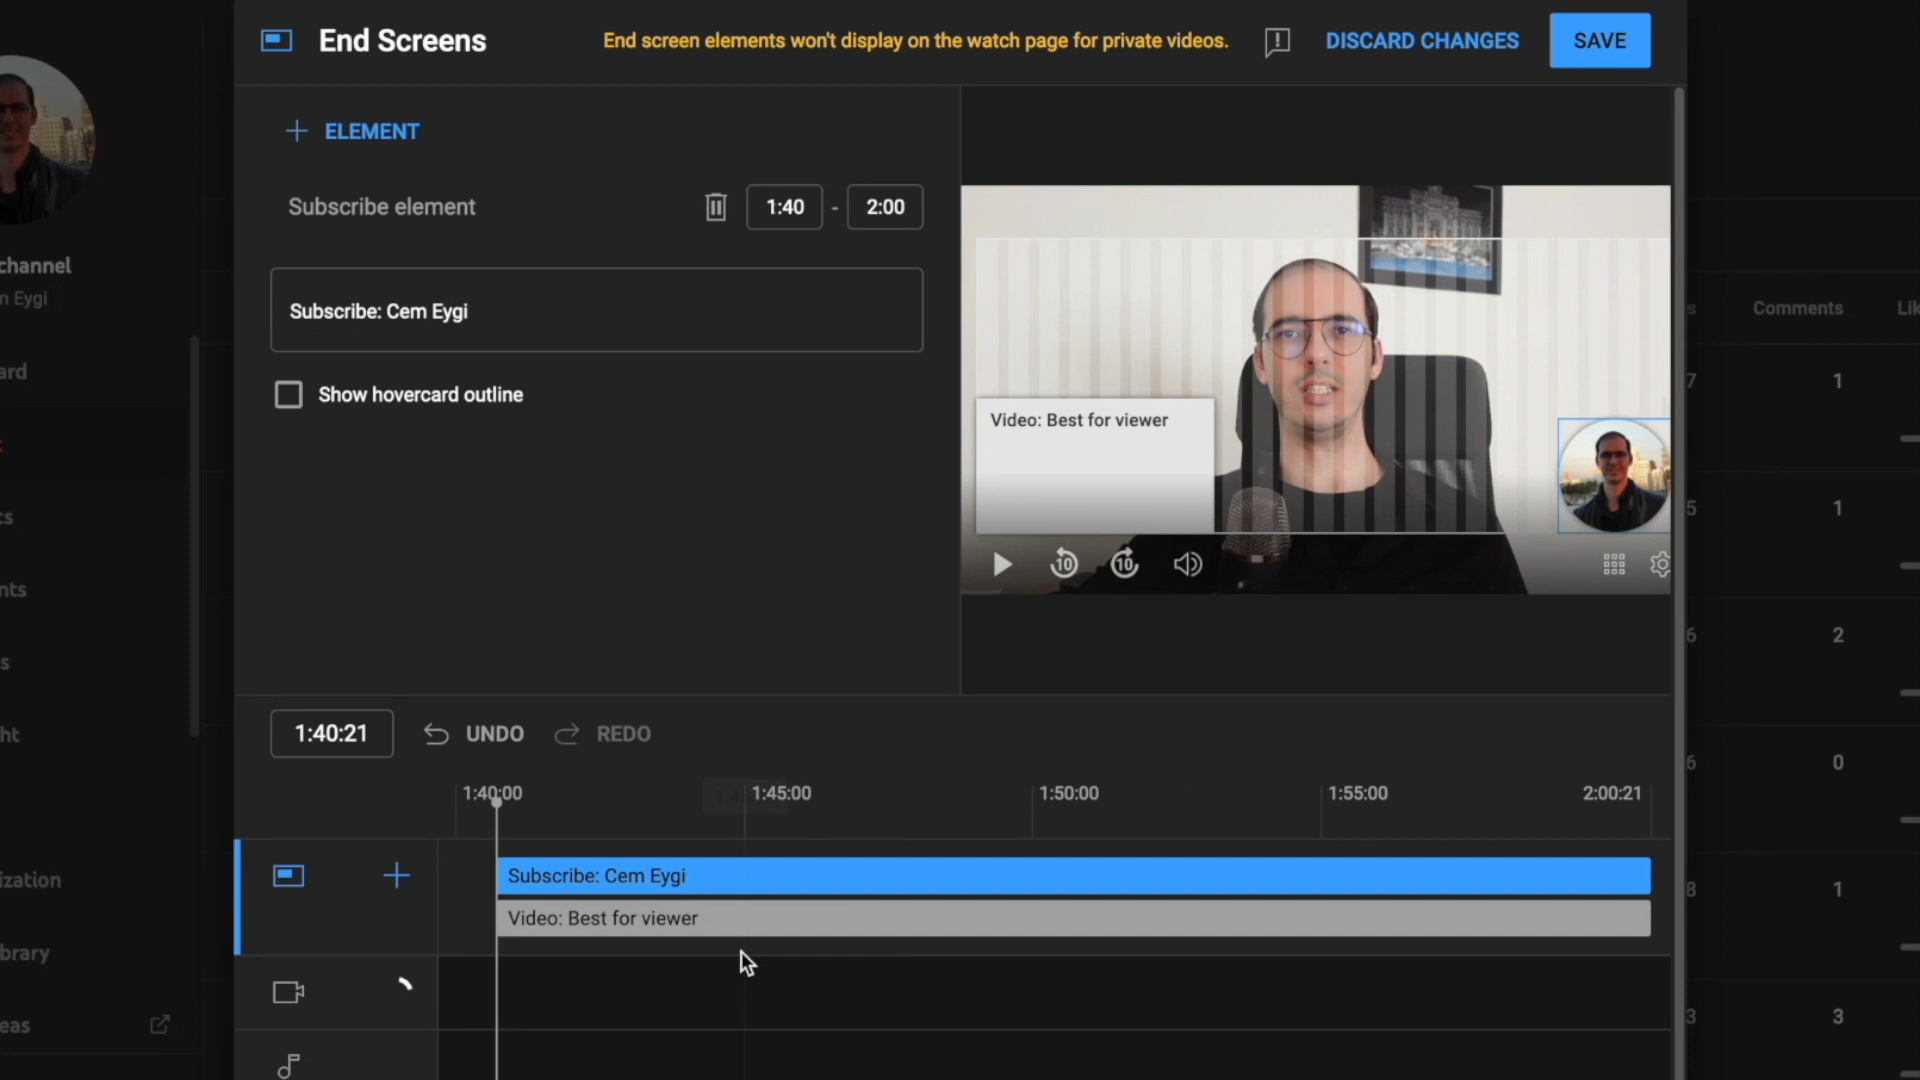 End Screens
End screen elements won't display on the watch page for private videos.
DISCARD CHANGES
SAVE
ELEMENT
Subscribe element
1:40 - 2:00
Subscribe: Cem Eygi
Show hovercard outline
Video: Best for viewer
10
10
1:40:21
UNDO
REDO
1:40:00
1:45:00
1:50:00
1:55:00
2:00:21
Subscribe: Cem Eygi
Video: Best for viewer
channel
n Eygi
ard
cs
nts
s
ht
ization
brary
eas
s
Comments
Lik
7
1
5
1
6
2
6
0
8
1
3
3